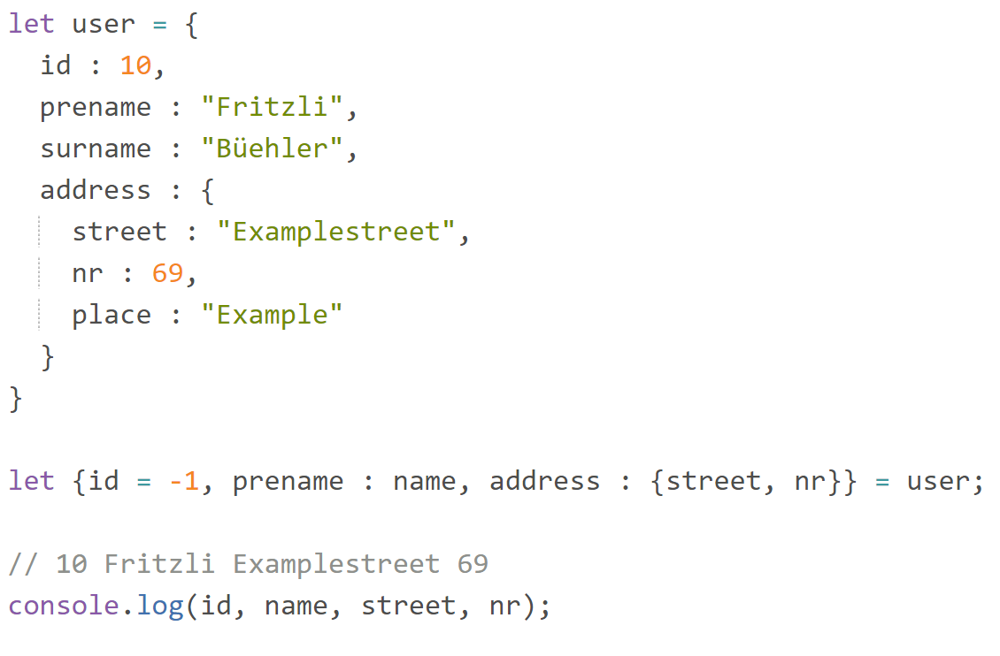 let user = {
  id : 10,
  prename : "Fritzli",
  surname : "Büehler",
  address : {
    street : "Examplestreet",
    nr : 69,
    place : "Example"
  }
}

let {id = -1, prename : name, address : {street, nr}} = user;

// 10 Fritzli Examplestreet 69
console.log(id, name, street, nr);